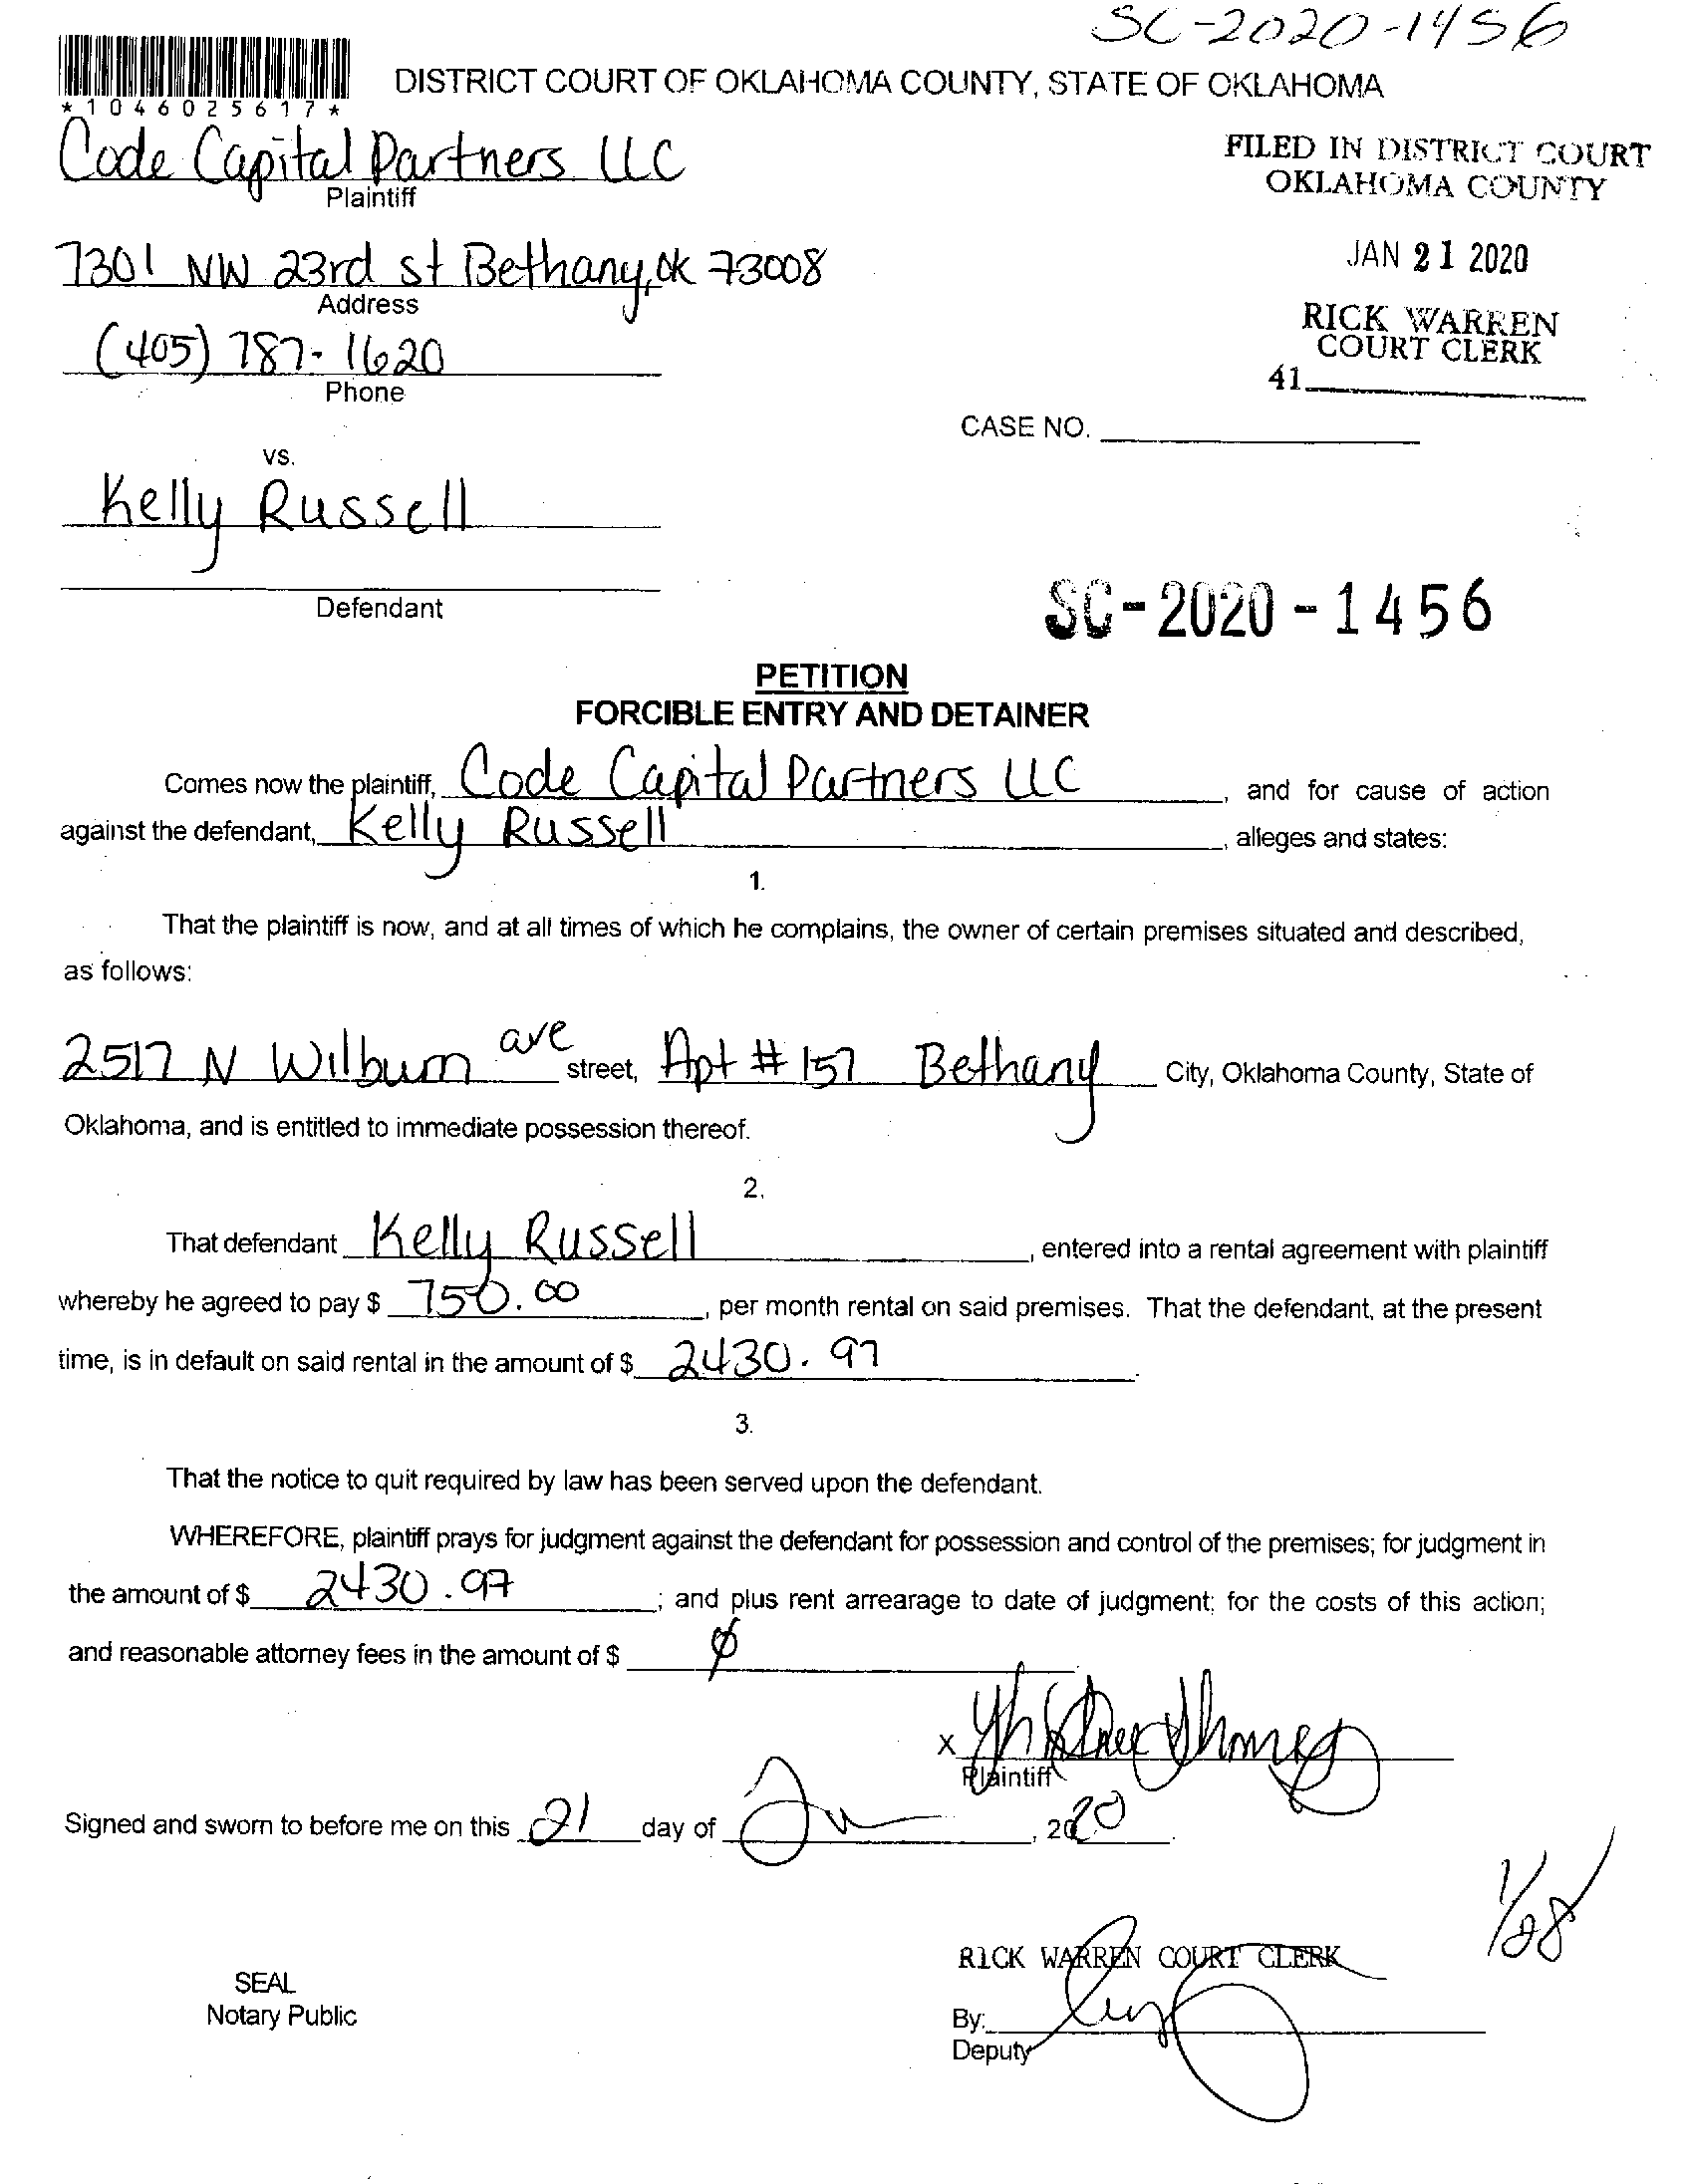 SC-2020-1456
*1046025617*
DISTRICT COURT OF OKLAHOMA COUNTY, STATE OF OKLAHOMA
Code Capital Partners LLC
Plaintiff
FILED IN DISTRICT COURT
OKLAHOMA COUNTY
7301 NW 23rd st Bethany, OK 73008
Address
JAN 21 2020
(405) 787-1620
Phone
RICK WARREN
COURT CLERK
41
CASE NO.
vs.
Kelly Russell
Defendant
SC-2020-1456
PETITION
FORCIBLE ENTRY AND DETAINER
Comes now the plaintiff, Code Capital Partners LLC, and for cause of action
against the defendant, Kelly Russell, alleges and states:
1.
That the plaintiff is now, and at all times of which he complains, the owner of certain premises situated and described,
as follows:
2517 N Wilburn ave street, Apt # 157 Bethany City, Oklahoma County, State of
Oklahoma, and is entitled to immediate possession thereof.
2.
That defendant Kelly Russell, entered into a rental agreement with plaintiff
whereby he agreed to pay $ 750.00, per month rental on said premises. That the defendant, at the present
time, is in default on said rental in the amount of $ 2430.97.
3.
That the notice to quit required by law has been served upon the defendant.
WHEREFORE, plaintiff prays for judgment against the defendant for possession and control of the premises; for judgment in
the amount of $ 2430.97; and plus rent arrearage to date of judgment; for the costs of this action;
and reasonable attorney fees in the amount of $ ∅
X
Plaintiff
Signed and sworn to before me on this 21 day of Jan, 2020
1/28
RICK WARREN COURT CLERK
SEAL
Notary Public
By:
Deputy